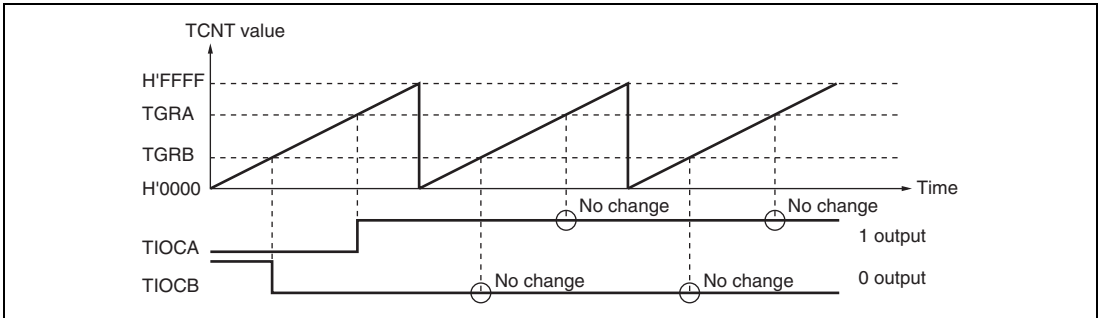 TCNT value
H'FFFF
TGRA
TGRB
H'0000
Time
No change
No change
TIOCA
1 output
No change
No change
TIOCB
0 output